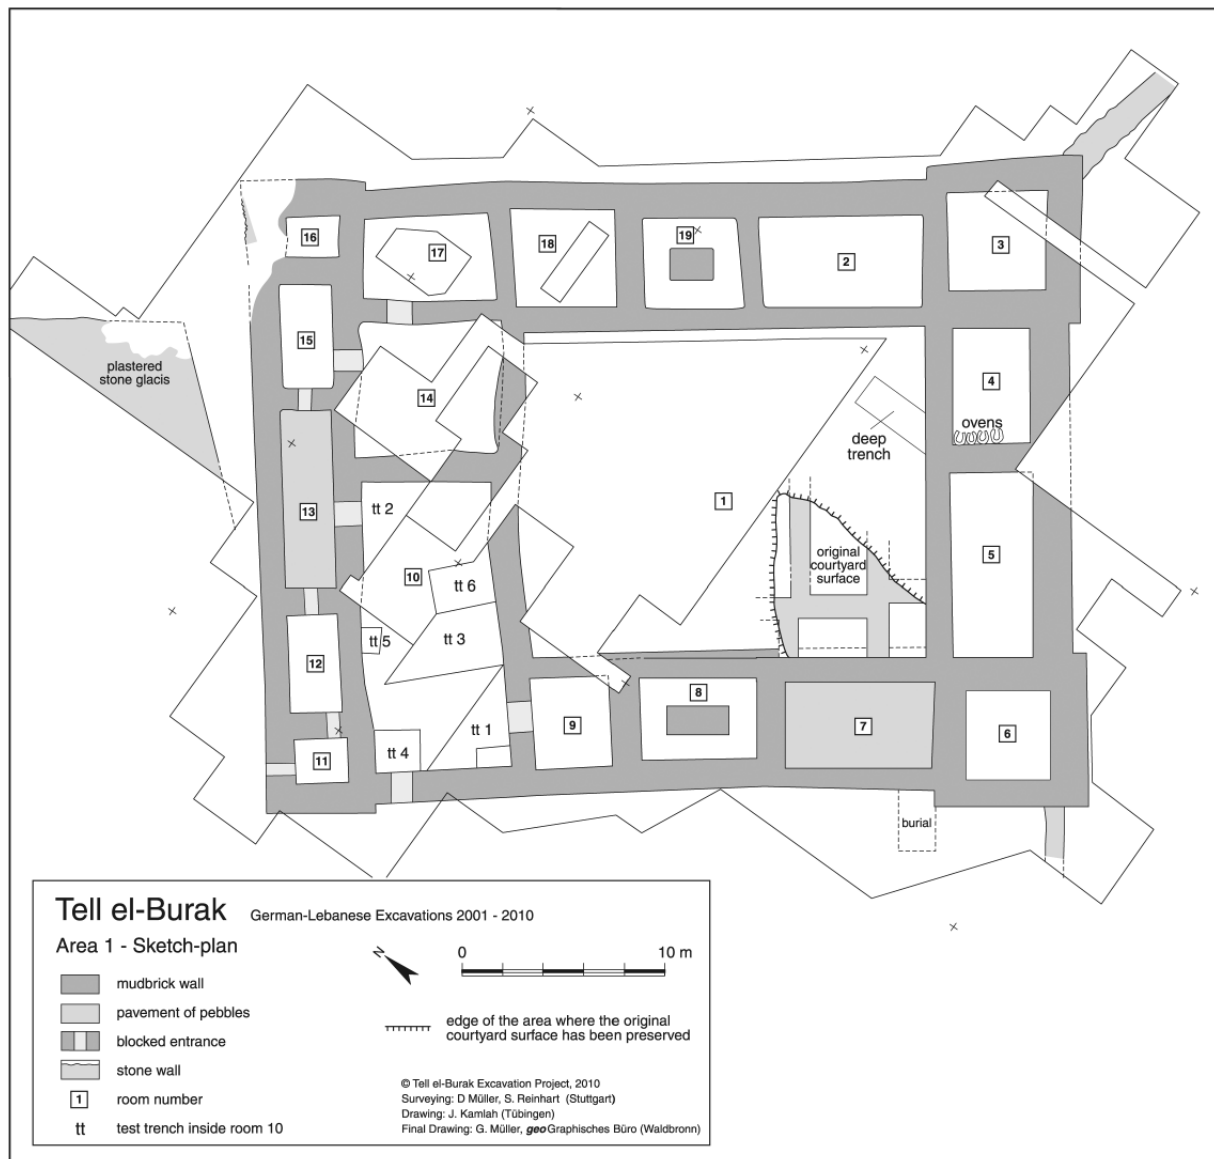 16
17
18
19
2
3
15
plastered
stone glacis
14
4
ovens
deep
trench
13
tt 2
1
original
courtyard
surface
5
10
tt 6
tt 5
tt 3
12
8
9
7
6
tt 1
tt 4
11
burial
Tell el-Burak German-Lebanese Excavations 2001 - 2010
Area 1 - Sketch-plan
N
0 10 m
mudbrick wall
pavement of pebbles
blocked entrance
stone wall
1 room number
tt test trench inside room 10
edge of the area where the original
courtyard surface has been preserved
© Tell el-Burak Excavation Project, 2010
Surveying: D Müller, S. Reinhart (Stuttgart)
Drawing: J. Kamlah (Tübingen)
Final Drawing: G. Müller, geoGraphisches Büro (Waldbronn)